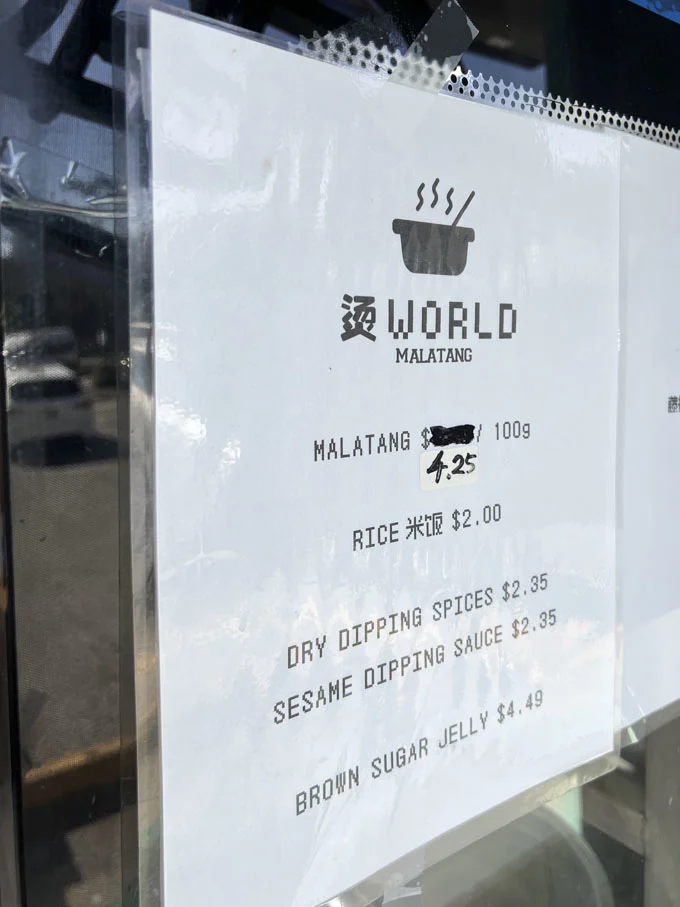 烫WORLD
MALATANG
MALATANG $ / 100g
4.25
RICE 米饭 $2.00
DRY DIPPING SPICES $2.35
SESAME DIPPING SAUCE $2.35
BROWN SUGAR JELLY $4.49